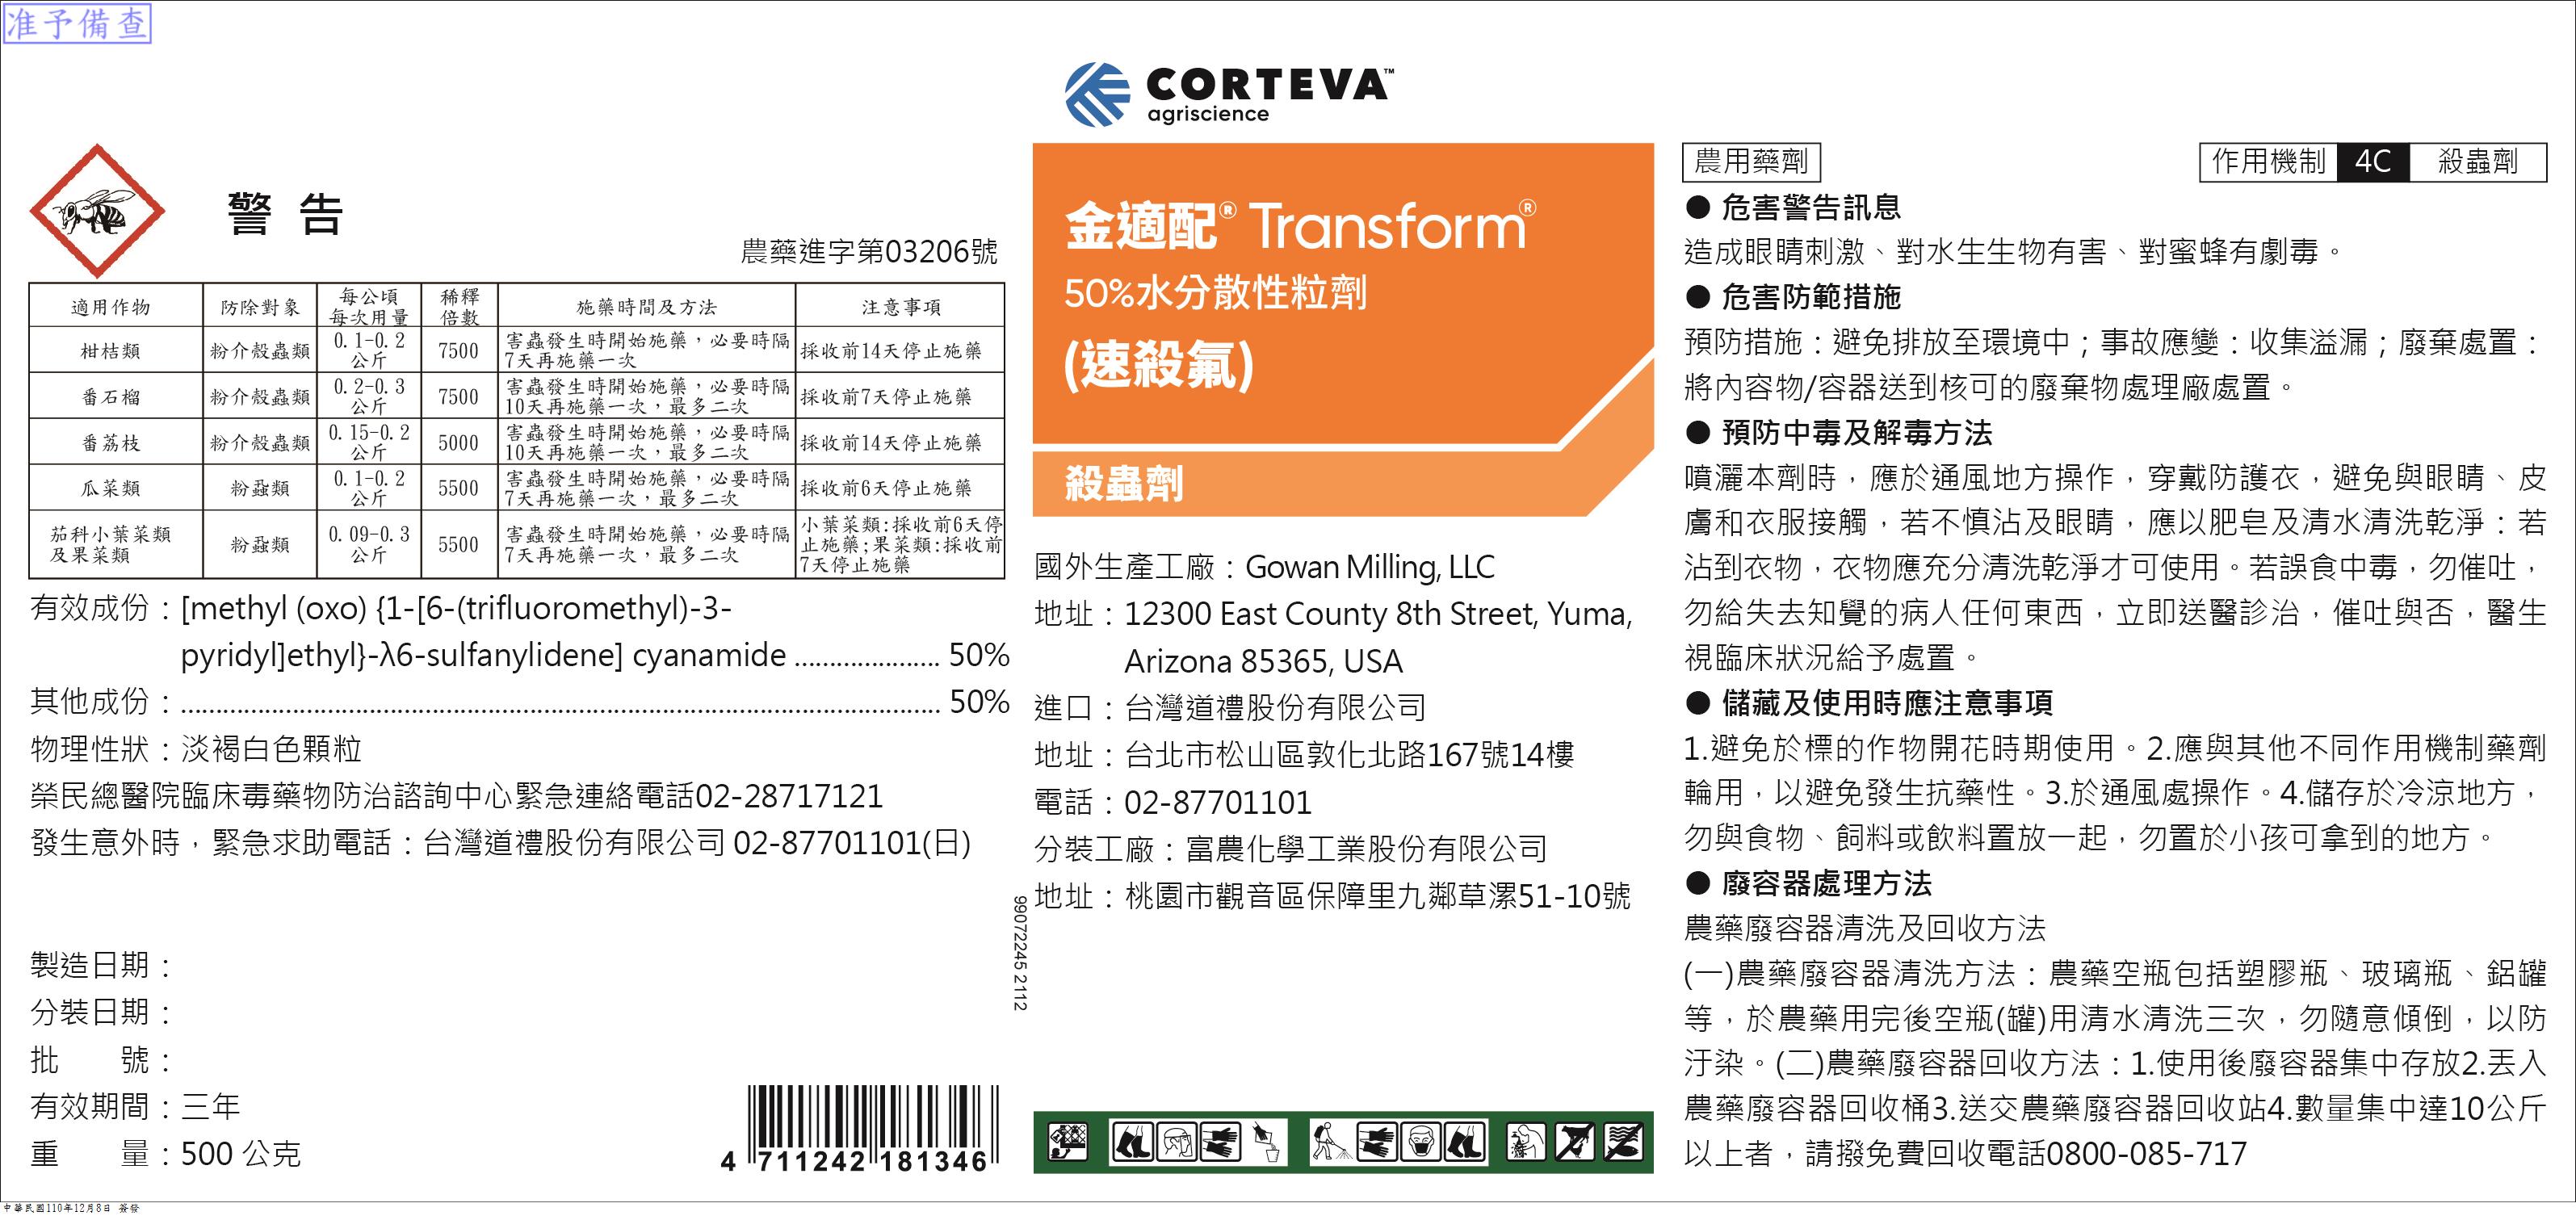 准予備查
警告
農藥進字第03206號
適用作物 防除對象 每公頃每次用量 稀釋倍數 施藥時間及方法 注意事項
柑桔類 粉介殼蟲類 0.1-0.2公斤 7500 害蟲發生時開始施藥，必要時隔7天再施藥一次 採收前14天停止施藥
番石榴 粉介殼蟲類 0.2-0.3公斤 7500 害蟲發生時開始施藥，必要時隔10天再施藥一次，最多二次 採收前7天停止施藥
番荔枝 粉介殼蟲類 0.15-0.2公斤 5000 害蟲發生時開始施藥，必要時隔10天再施藥一次，最多二次 採收前14天停止施藥
瓜菜類 粉蝨類 0.1-0.2公斤 5500 害蟲發生時開始施藥，必要時隔7天再施藥一次，最多二次 採收前6天停止施藥
茄科小葉菜類及果菜類 粉蝨類 0.09-0.3公斤 5500 害蟲發生時開始施藥，必要時隔7天再施藥一次，最多二次 小葉菜類:採收前6天停止施藥;果菜類:採收前7天停止施藥
有效成份：[methyl (oxo) {1-[6-(trifluoromethyl)-3-
pyridyl]ethyl}-λ6-sulfanylidene] cyanamide ..................... 50%
其他成份：............................................................................................................. 50%
物理性狀：淡褐白色顆粒
榮民總醫院臨床毒藥物防治諮詢中心緊急連絡電話02-28717121
發生意外時，緊急求助電話：台灣道禮股份有限公司 02-87701101(日)
製造日期：
分裝日期：
批　　號：
有效期間：三年
重　　量：500 公克
4 711242 181346
99072245 2112
CORTEVA™
agriscience
金適配® Transform®
50%水分散性粒劑
(速殺氟)
殺蟲劑
國外生產工廠：Gowan Milling, LLC
地址：12300 East County 8th Street, Yuma,
Arizona 85365, USA
進口：台灣道禮股份有限公司
地址：台北市松山區敦化北路167號14樓
電話：02-87701101
分裝工廠：富農化學工業股份有限公司
地址：桃園市觀音區保障里九鄰草漯51-10號
農用藥劑
作用機制 4C 殺蟲劑
● 危害警告訊息
造成眼睛刺激、對水生生物有害、對蜜蜂有劇毒。
● 危害防範措施
預防措施：避免排放至環境中；事故應變：收集溢漏；廢棄處置：
將內容物/容器送到核可的廢棄物處理廠處置。
● 預防中毒及解毒方法
噴灑本劑時，應於通風地方操作，穿戴防護衣，避免與眼睛、皮
膚和衣服接觸，若不慎沾及眼睛，應以肥皂及清水清洗乾淨：若
沾到衣物，衣物應充分清洗乾淨才可使用。若誤食中毒，勿催吐，
勿給失去知覺的病人任何東西，立即送醫診治，催吐與否，醫生
視臨床狀況給予處置。
● 儲藏及使用時應注意事項
1.避免於標的作物開花時期使用。2.應與其他不同作用機制藥劑
輪用，以避免發生抗藥性。3.於通風處操作。4.儲存於冷涼地方，
勿與食物、飼料或飲料置放一起，勿置於小孩可拿到的地方。
● 廢容器處理方法
農藥廢容器清洗及回收方法
(一)農藥廢容器清洗方法：農藥空瓶包括塑膠瓶、玻璃瓶、鋁罐
等，於農藥用完後空瓶(罐)用清水清洗三次，勿隨意傾倒，以防
汙染。(二)農藥廢容器回收方法：1.使用後廢容器集中存放2.丟入
農藥廢容器回收桶3.送交農藥廢容器回收站4.數量集中達10公斤
以上者，請撥免費回收電話0800-085-717
中華民國110年12月8日 簽發